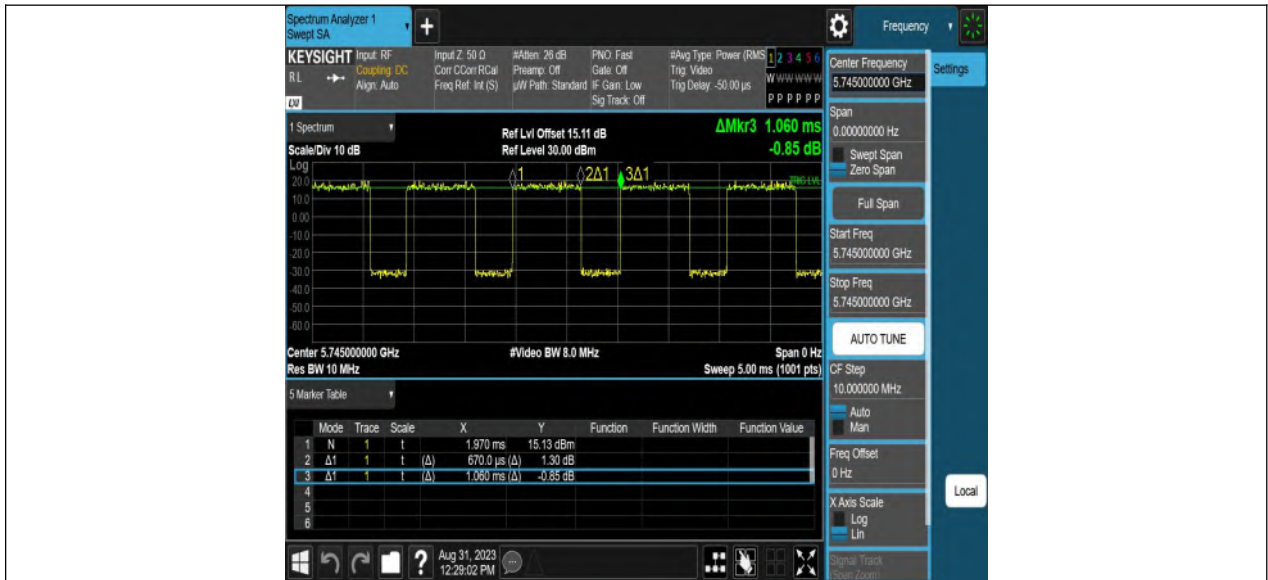 Spectrum Analyzer 1
Swept SA
+
Frequency
KEYSIGHT
RL
LXI
Input: RF
Coupling: DC
Align: Auto
Input Z: 50 Ω
Corr CCorr RCal
Freq Ref: Int (S)
#Atten: 26 dB
Preamp: Off
µW Path: Standard
PNO: Fast
Gate: Off
IF Gain: Low
Sig Track: Off
#Avg Type: Power (RMS
Trig: Video
Trig Delay: -50.00 µs
1 2 3 4 5 6
W W W W W W
P P P P P P
1 Spectrum
Scale/Div 10 dB
Ref Lvl Offset 15.11 dB
Ref Level 30.00 dBm
ΔMkr3 1.060 ms
-0.85 dB
Log
20.0
10.0
0.00
-10.0
-20.0
-30.0
-40.0
-50.0
-60.0
1
2Δ1
3Δ1
TRIG LVL
Center 5.745000000 GHz
Res BW 10 MHz
#Video BW 8.0 MHz
Span 0 Hz
Sweep 5.00 ms (1001 pts)
5 Marker Table
Mode Trace Scale X Y Function Function Width Function Value
1 N 1 t 1.970 ms 15.13 dBm
2 Δ1 1 t (Δ) 670.0 µs (Δ) 1.30 dB
3 Δ1 1 t (Δ) 1.060 ms (Δ) -0.85 dB
4
5
6
?
Aug 31, 2023
12:29:02 PM
Center Frequency
5.745000000 GHz
Settings
Span
0.00000000 Hz
Swept Span
Zero Span
Full Span
Start Freq
5.745000000 GHz
Stop Freq
5.745000000 GHz
AUTO TUNE
CF Step
10.000000 MHz
Auto
Man
Freq Offset
0 Hz
X Axis Scale
Log
Lin
Local
Signal Track
(Span Zoom)